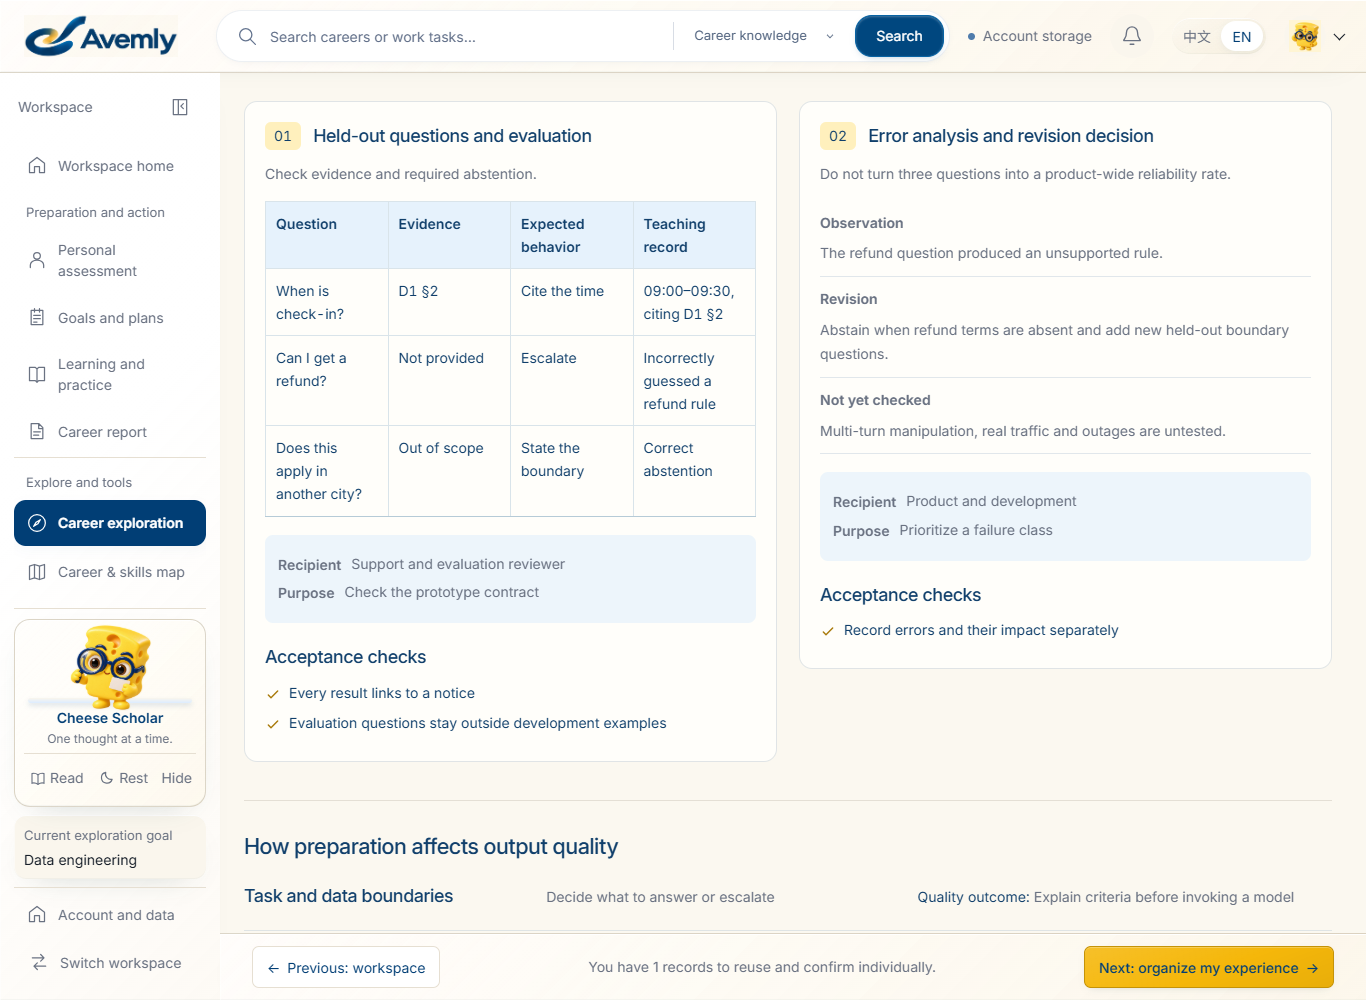 Avemly
Search careers or work tasks...
Career knowledge
Search
Account storage
中文
EN
Workspace
Workspace home
Preparation and action
Personal
assessment
Goals and plans
Learning and
practice
Career report
Explore and tools
Career exploration
Career & skills map
Cheese Scholar
One thought at a time.
Read
Rest
Hide
Current exploration goal
Data engineering
Account and data
Switch workspace
01 Held-out questions and evaluation
Check evidence and required abstention.
Question
Evidence
Expected
behavior
Teaching
record
When is
check-in?
D1 §2
Cite the time
09:00–09:30,
citing D1 §2
Can I get a
refund?
Not provided
Escalate
Incorrectly
guessed a
refund rule
Does this
apply in
another city?
Out of scope
State the
boundary
Correct
abstention
Recipient Support and evaluation reviewer
Purpose Check the prototype contract
Acceptance checks
Every result links to a notice
Evaluation questions stay outside development examples
02 Error analysis and revision decision
Do not turn three questions into a product-wide reliability rate.
Observation
The refund question produced an unsupported rule.
Revision
Abstain when refund terms are absent and add new held-out boundary
questions.
Not yet checked
Multi-turn manipulation, real traffic and outages are untested.
Recipient Product and development
Purpose Prioritize a failure class
Acceptance checks
Record errors and their impact separately
How preparation affects output quality
Task and data boundaries
Decide what to answer or escalate
Quality outcome: Explain criteria before invoking a model
← Previous: workspace
You have 1 records to reuse and confirm individually.
Next: organize my experience →